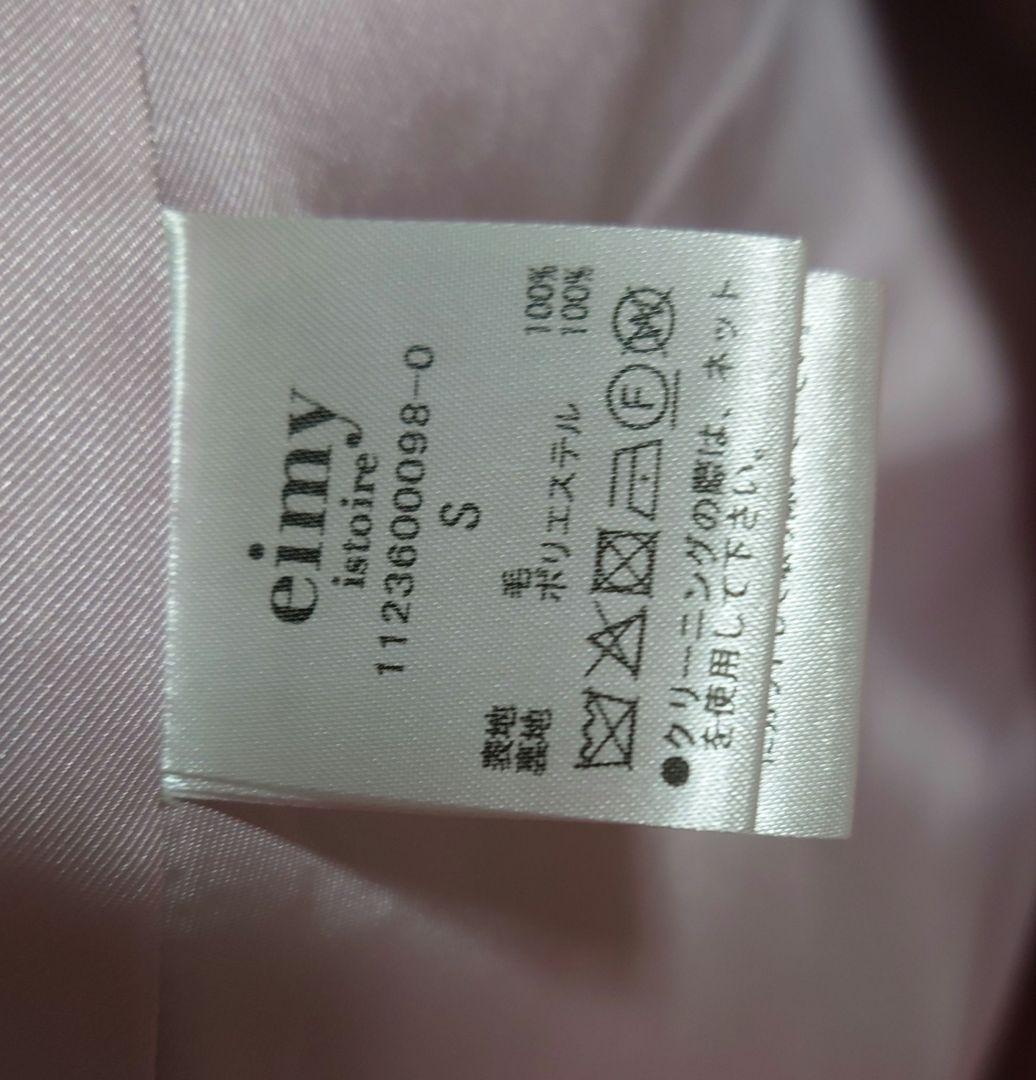 eimy
istoire
1123600098-0
S
表地 毛 100%
裏地 ポリエステル 100%
F W
●クリーニングの際は、ネット
を使用して下さい。